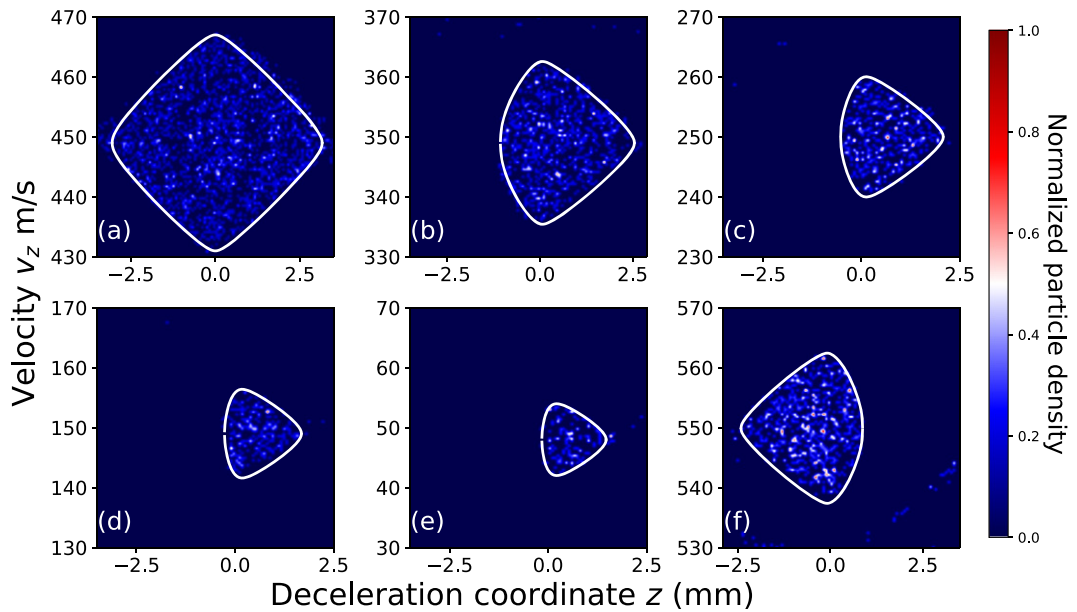 470 460 450 440 430
(a)
−2.5 0.0 2.5
370 360 350 340 330
(b)
−2.5 0.0 2.5
270 260 250 240 230
(c)
−2.5 0.0 2.5
170 160 150 140 130
(d)
−2.5 0.0 2.5
70 60 50 40 30
(e)
−2.5 0.0 2.5
570 560 550 540 530
(f)
−2.5 0.0 2.5
Velocity v_z m/s
Deceleration coordinate z (mm)
1.0 0.8 0.6 0.4 0.2 0.0
Normalized particle density